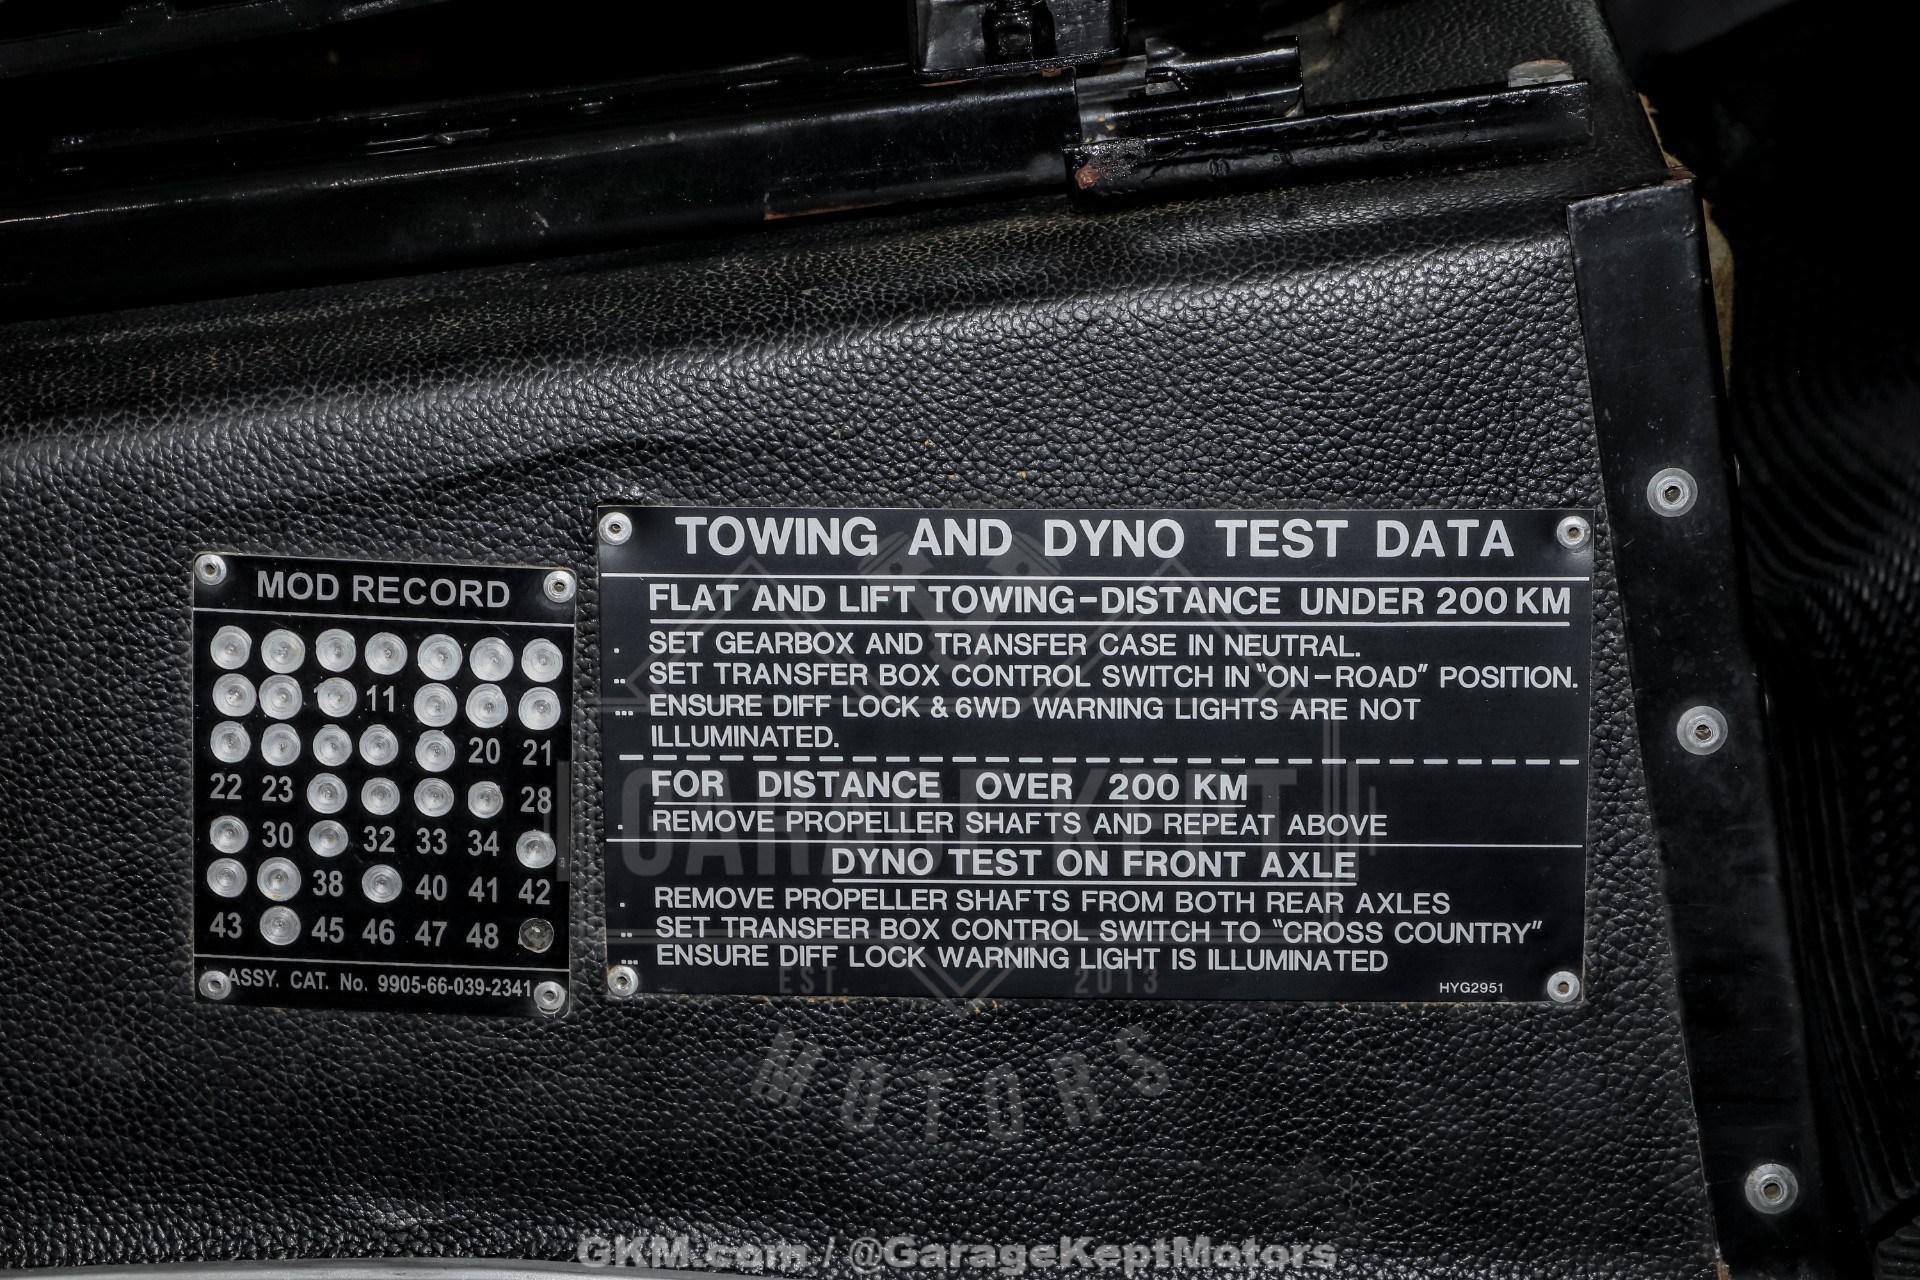 MOD RECORD
11
20 21
22 23 28
30 32 33 34
38 40 41 42
43 45 46 47 48
ASSY. CAT. No. 9905-66-039-2341
TOWING AND DYNO TEST DATA
FLAT AND LIFT TOWING-DISTANCE UNDER 200 KM
. SET GEARBOX AND TRANSFER CASE IN NEUTRAL.
.. SET TRANSFER BOX CONTROL SWITCH IN "ON-ROAD" POSITION.
... ENSURE DIFF LOCK & 6WD WARNING LIGHTS ARE NOT
ILLUMINATED.
FOR DISTANCE OVER 200 KM
. REMOVE PROPELLER SHAFTS AND REPEAT ABOVE
DYNO TEST ON FRONT AXLE
. REMOVE PROPELLER SHAFTS FROM BOTH REAR AXLES
.. SET TRANSFER BOX CONTROL SWITCH TO "CROSS COUNTRY"
... ENSURE DIFF LOCK WARNING LIGHT IS ILLUMINATED
HYG2951
GARAGE KEPT
EST. 2013
MOTORS
GKM.com / @GarageKeptMotors